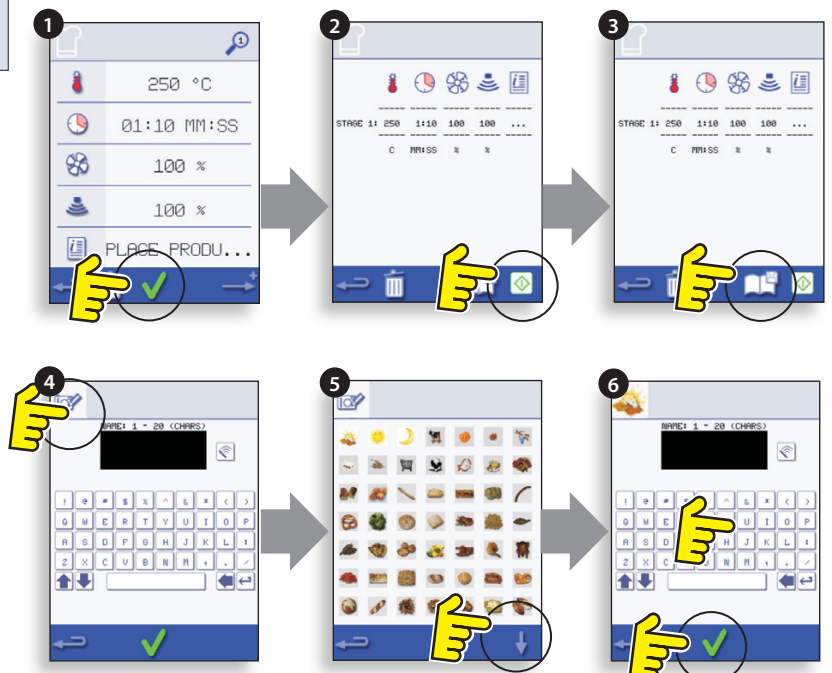 1
1
250 °C
01:10 MM:SS
100 %
100 %
PLACE PRODU...
2
STAGE 1: 250 1:10 100 100 ...
C MM:SS % %
3
STAGE 1: 250 1:10 100 100 ...
C MM:SS % %
4
NAME: 1 - 20 (CHARS)
! @ # $ % ^ & * ( )
Q W E R T Y U I O P
A S D F G H J K L :
Z X C V B N M , . /
5
6
NAME: 1 - 20 (CHARS)
! @ # ^ & * ( )
Q W E U I O P
A S D H J K L :
Z X C N M , . /